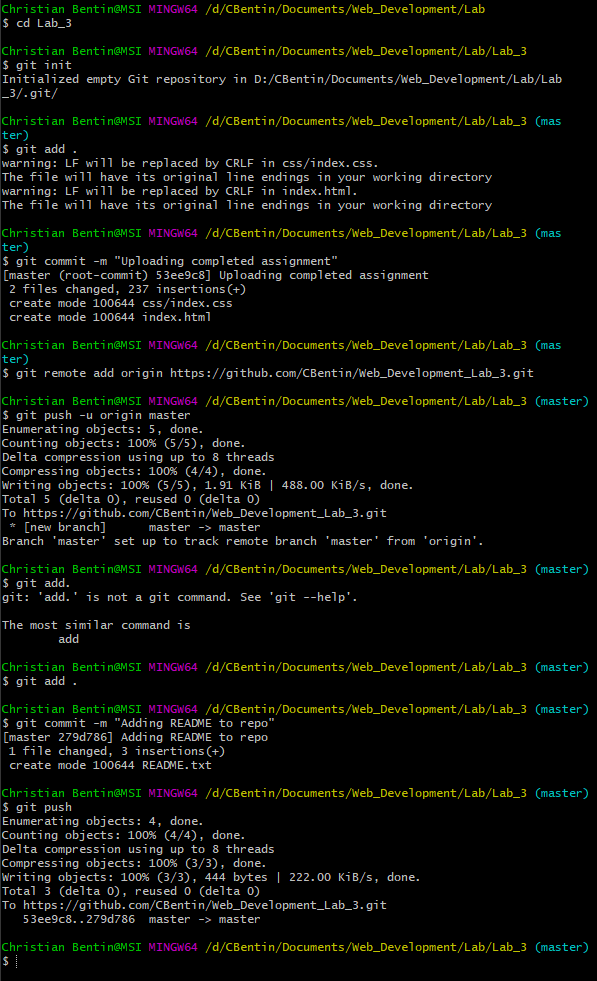 Christian Bentin@MSI MINGW64 /d/CBentin/Documents/Web_Development/Lab
$ cd Lab_3
Christian Bentin@MSI MINGW64 /d/CBentin/Documents/Web_Development/Lab/Lab_3
$ git init
Initialized empty Git repository in D:/CBentin/Documents/Web_Development/Lab/Lab
_3/.git/
Christian Bentin@MSI MINGW64 /d/CBentin/Documents/Web_Development/Lab/Lab_3 (mas
ter)
$ git add .
warning: LF will be replaced by CRLF in css/index.css.
The file will have its original line endings in your working directory
warning: LF will be replaced by CRLF in index.html.
The file will have its original line endings in your working directory
Christian Bentin@MSI MINGW64 /d/CBentin/Documents/Web_Development/Lab/Lab_3 (mas
ter)
$ git commit -m "Uploading completed assignment"
[master (root-commit) 53ee9c8] Uploading completed assignment
 2 files changed, 237 insertions(+)
 create mode 100644 css/index.css
 create mode 100644 index.html
Christian Bentin@MSI MINGW64 /d/CBentin/Documents/Web_Development/Lab/Lab_3 (mas
ter)
$ git remote add origin https://github.com/CBentin/Web_Development_Lab_3.git
Christian Bentin@MSI MINGW64 /d/CBentin/Documents/Web_Development/Lab/Lab_3 (master)
$ git push -u origin master
Enumerating objects: 5, done.
Counting objects: 100% (5/5), done.
Delta compression using up to 8 threads
Compressing objects: 100% (4/4), done.
Writing objects: 100% (5/5), 1.91 KiB | 488.00 KiB/s, done.
Total 5 (delta 0), reused 0 (delta 0)
To https://github.com/CBentin/Web_Development_Lab_3.git
 * [new branch]      master -> master
Branch 'master' set up to track remote branch 'master' from 'origin'.
Christian Bentin@MSI MINGW64 /d/CBentin/Documents/Web_Development/Lab/Lab_3 (master)
$ git add.
git: 'add.' is not a git command. See 'git --help'.
The most similar command is
        add
Christian Bentin@MSI MINGW64 /d/CBentin/Documents/Web_Development/Lab/Lab_3 (master)
$ git add .
Christian Bentin@MSI MINGW64 /d/CBentin/Documents/Web_Development/Lab/Lab_3 (master)
$ git commit -m "Adding README to repo"
[master 279d786] Adding README to repo
 1 file changed, 3 insertions(+)
 create mode 100644 README.txt
Christian Bentin@MSI MINGW64 /d/CBentin/Documents/Web_Development/Lab/Lab_3 (master)
$ git push
Enumerating objects: 4, done.
Counting objects: 100% (4/4), done.
Delta compression using up to 8 threads
Compressing objects: 100% (3/3), done.
Writing objects: 100% (3/3), 444 bytes | 222.00 KiB/s, done.
Total 3 (delta 0), reused 0 (delta 0)
To https://github.com/CBentin/Web_Development_Lab_3.git
   53ee9c8..279d786  master -> master
Christian Bentin@MSI MINGW64 /d/CBentin/Documents/Web_Development/Lab/Lab_3 (master)
$